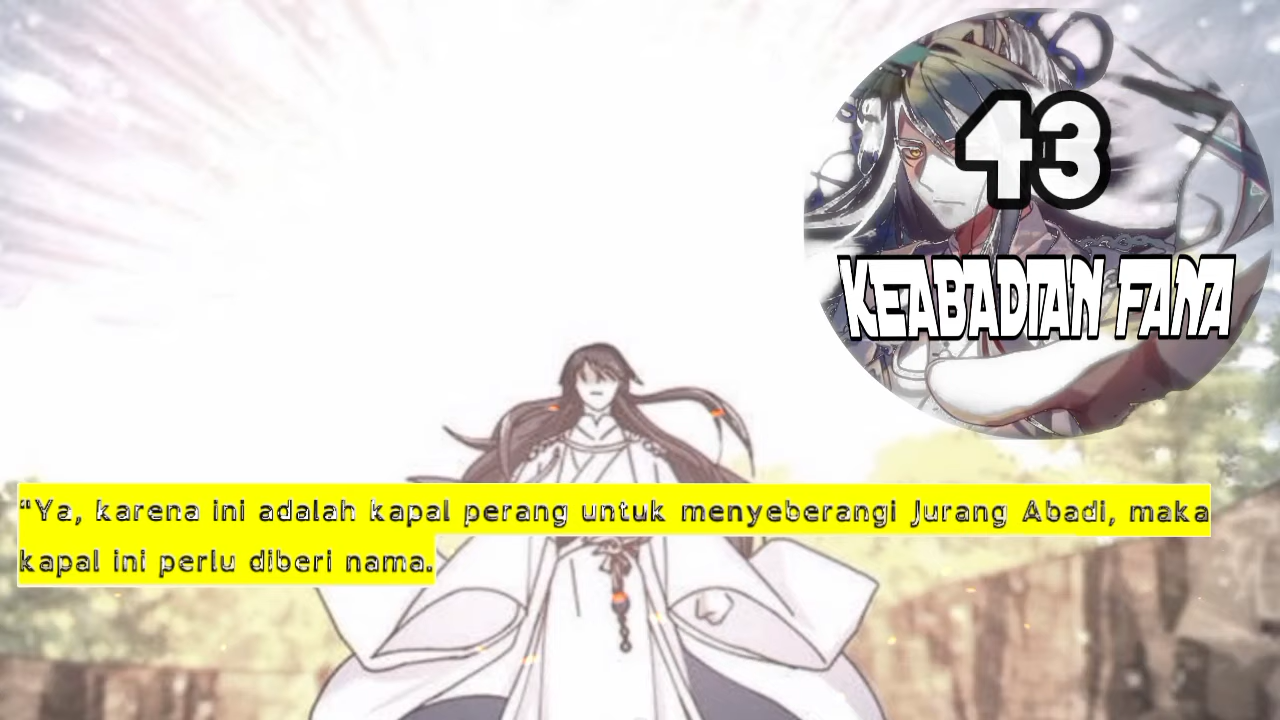 43
KEABADIAN FANA
"Ya, karena ini adalah kapal perang untuk menyeberangi Jurang Abadi, maka
kapal ini perlu diberi nama.